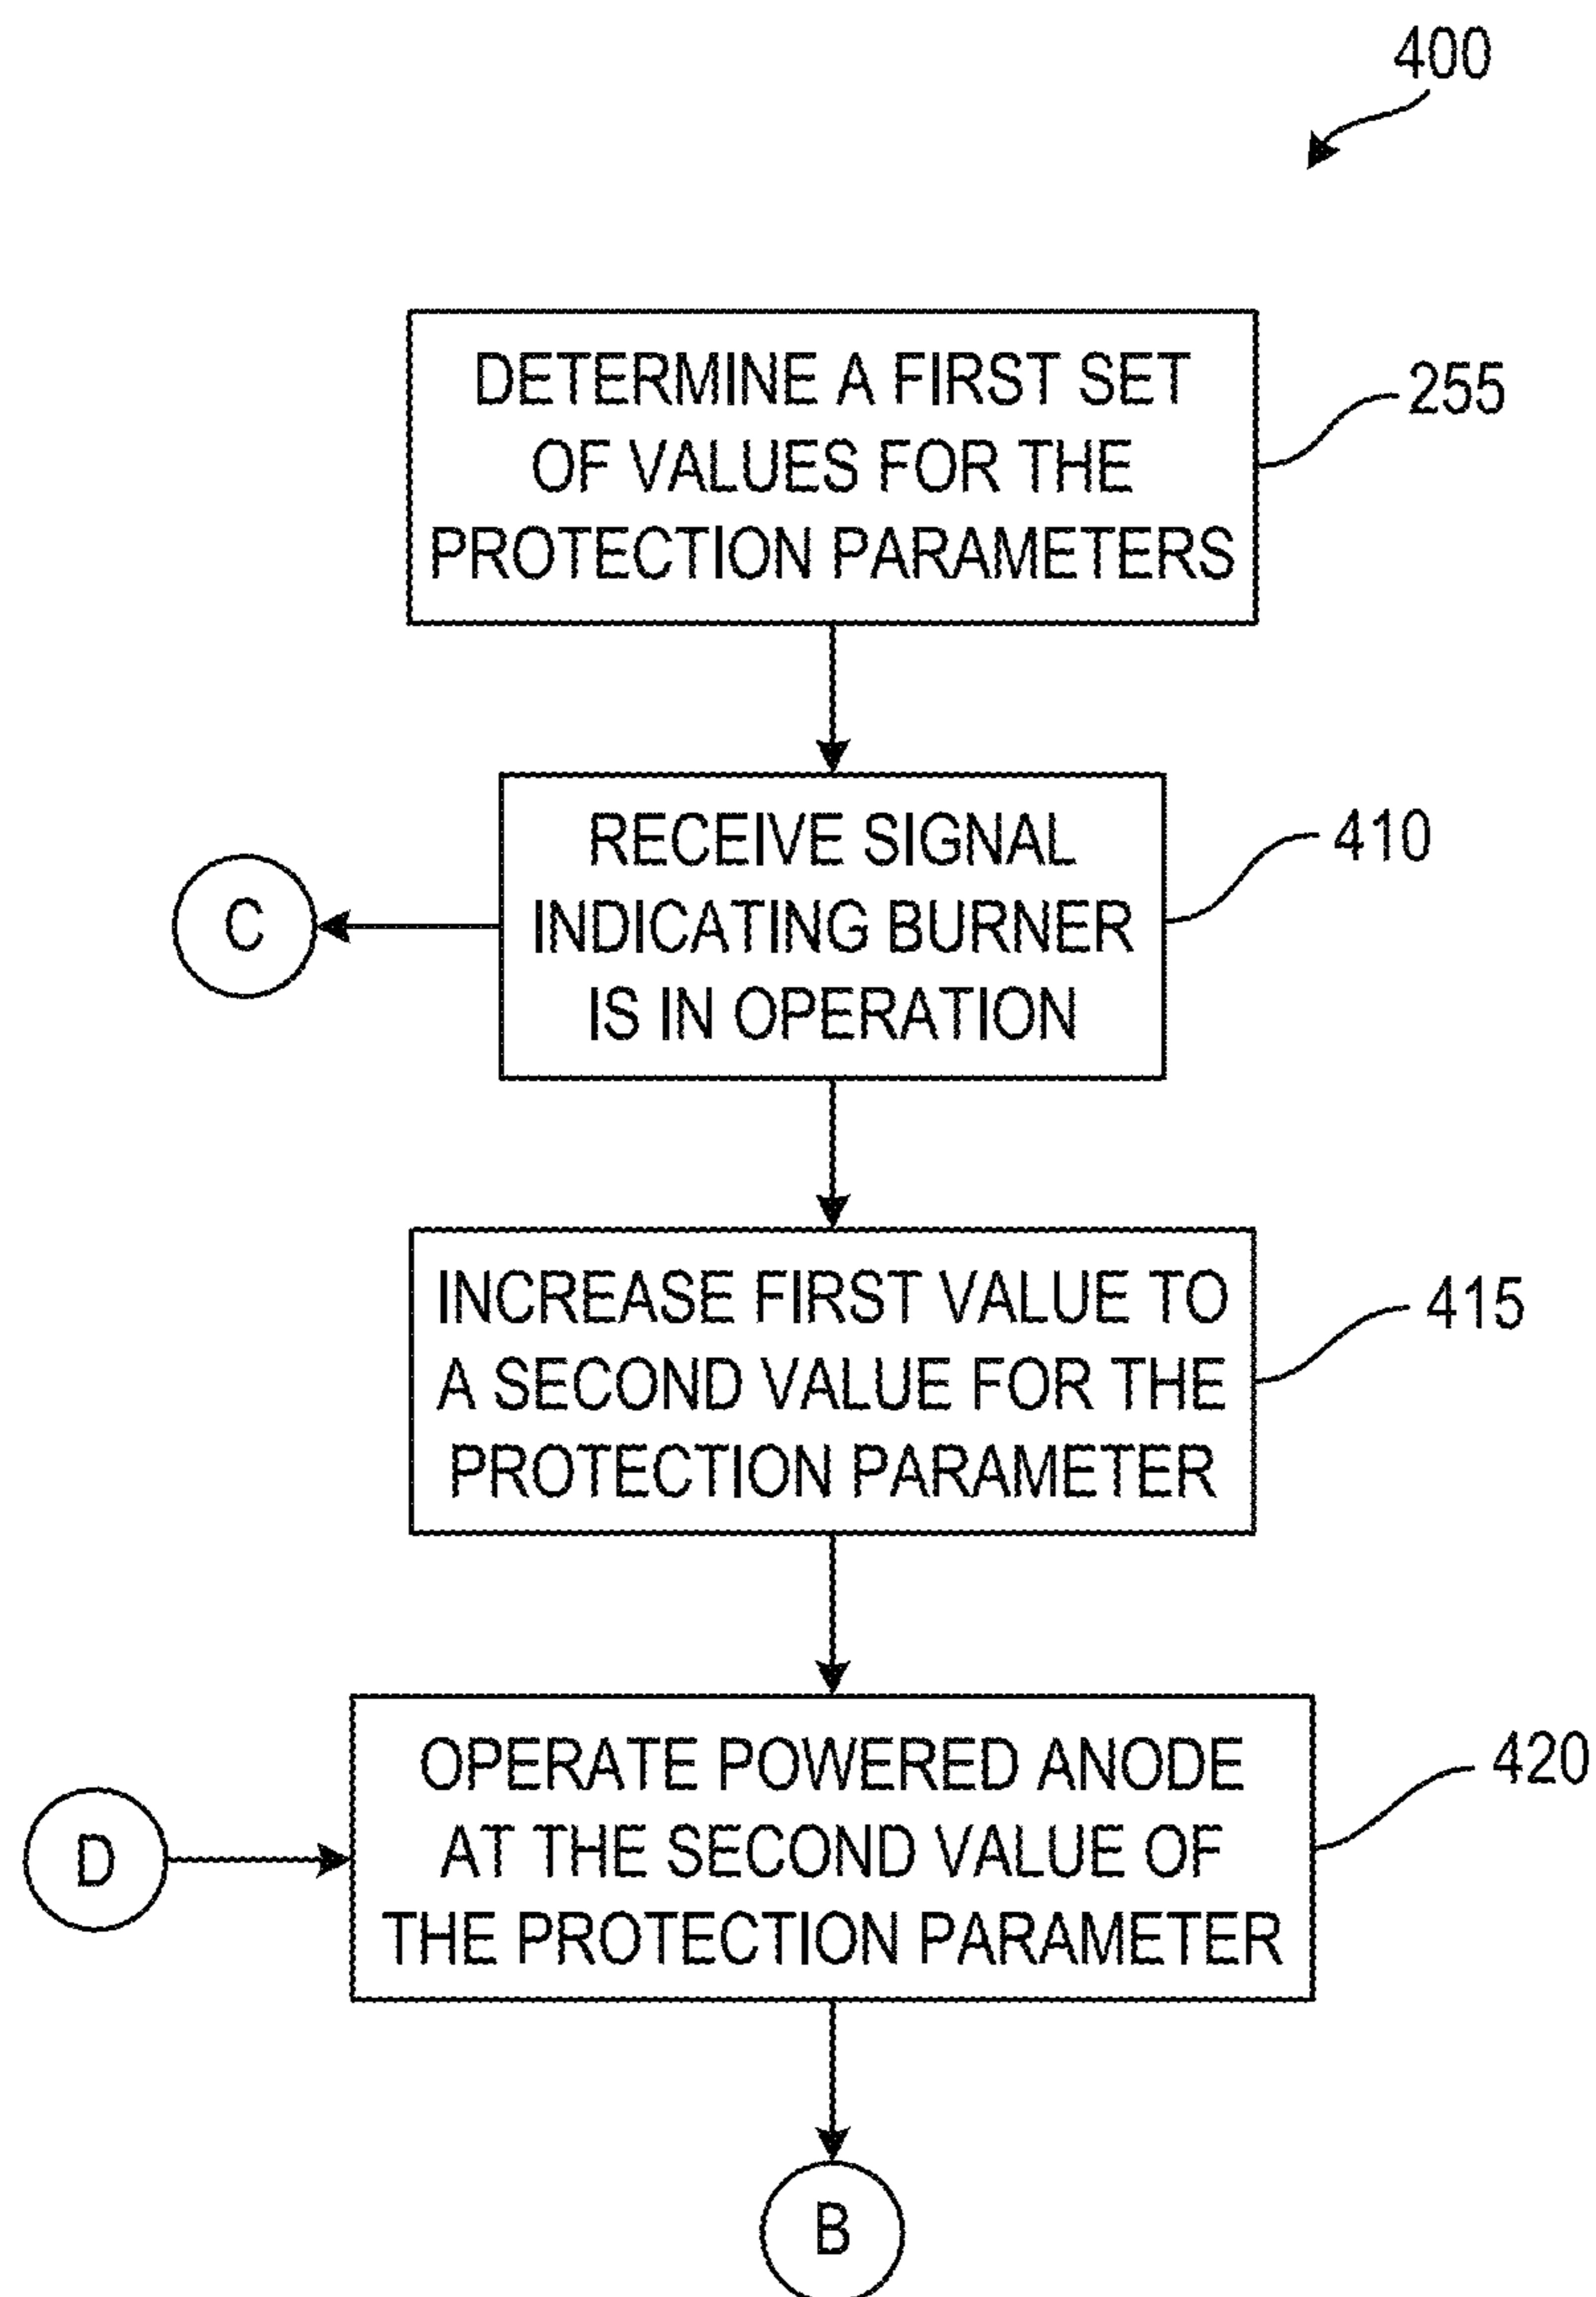 400
DETERMINE A FIRST SET
OF VALUES FOR THE
PROTECTION PARAMETERS
255
RECEIVE SIGNAL
INDICATING BURNER
IS IN OPERATION
410
C
INCREASE FIRST VALUE TO
A SECOND VALUE FOR THE
PROTECTION PARAMETER
415
OPERATE POWERED ANODE
AT THE SECOND VALUE OF
THE PROTECTION PARAMETER
420
D
B